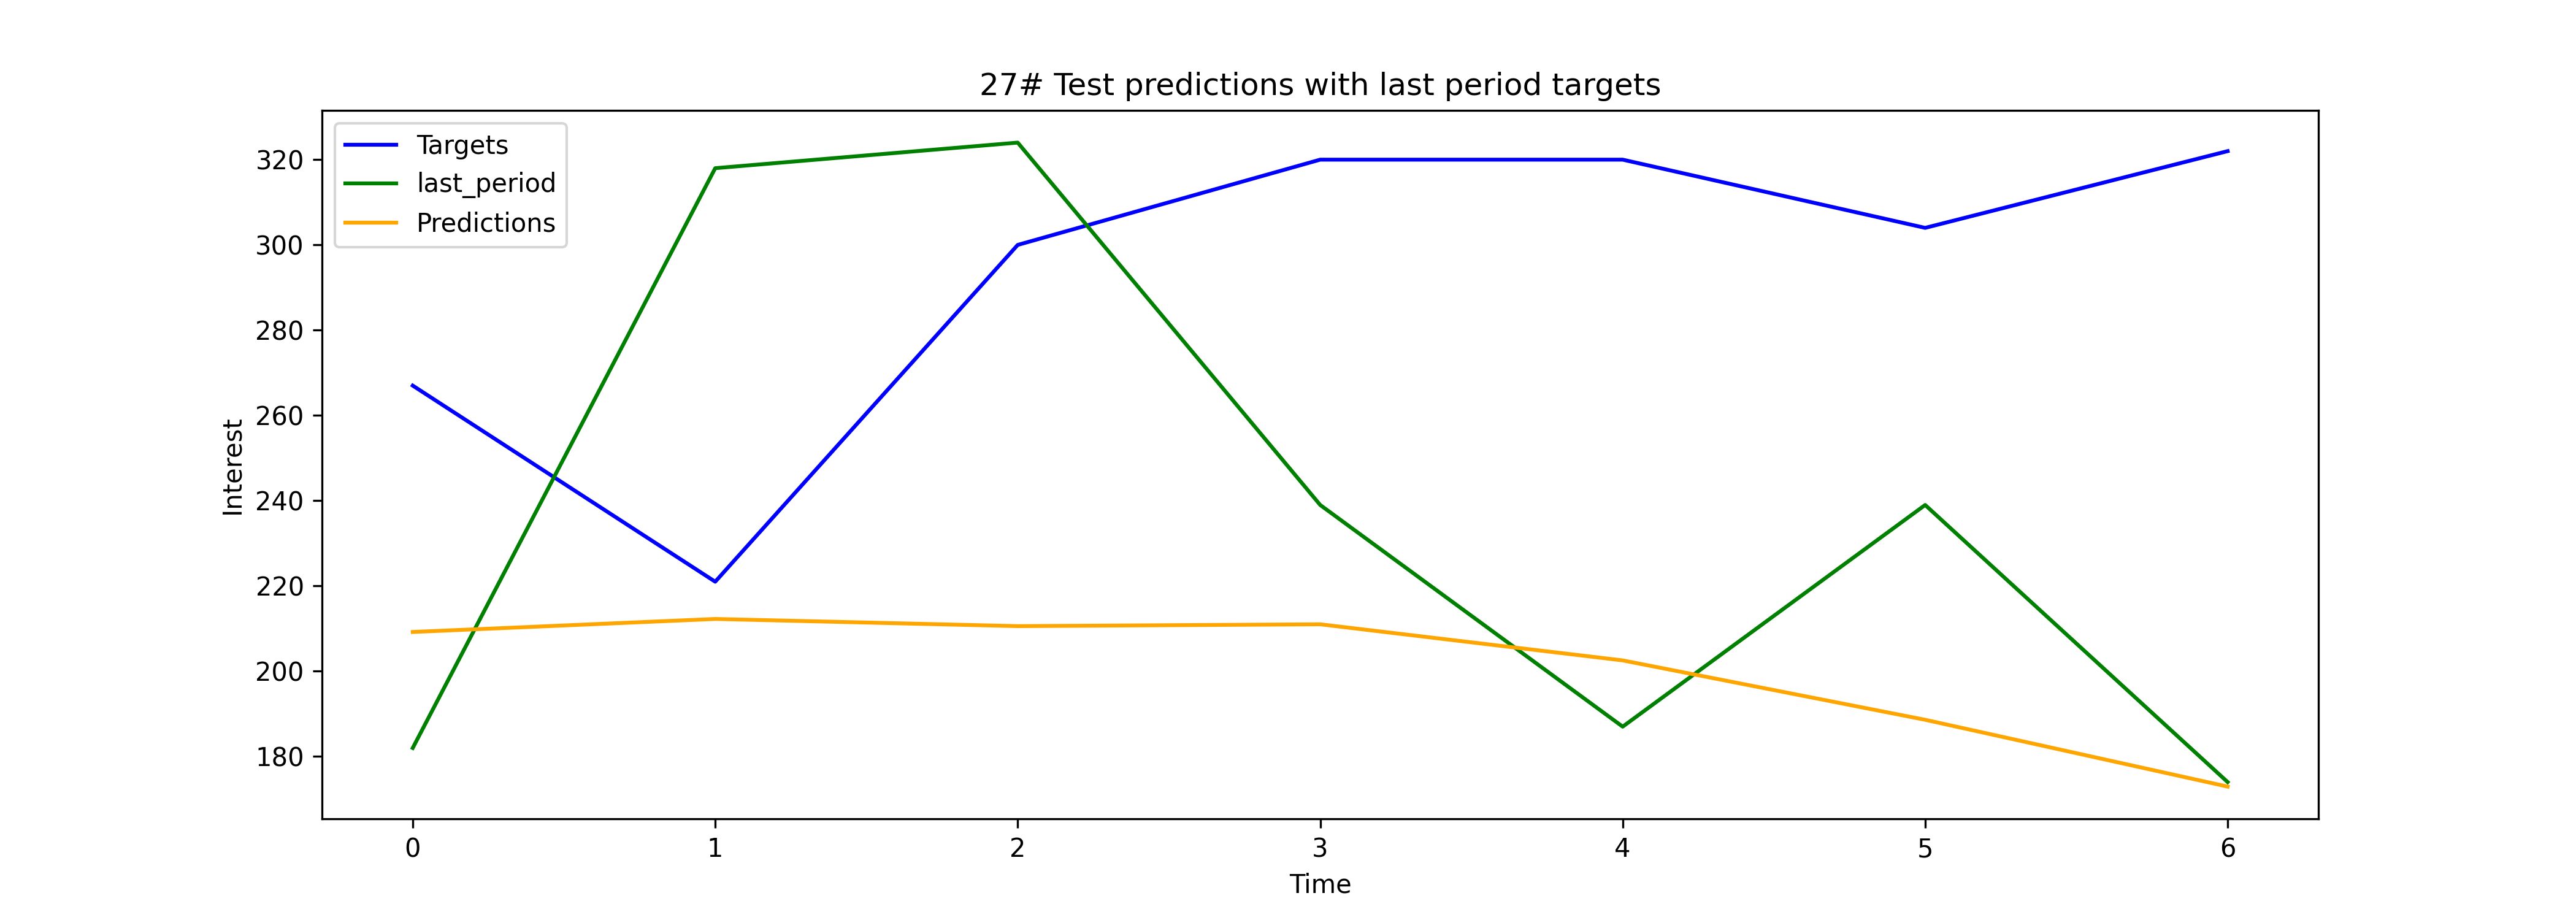 27# Test predictions with last period targets
Targets
last_period
Predictions
320
300
280
260
240
220
200
180
Interest
0 1 2 3 4 5 6
Time